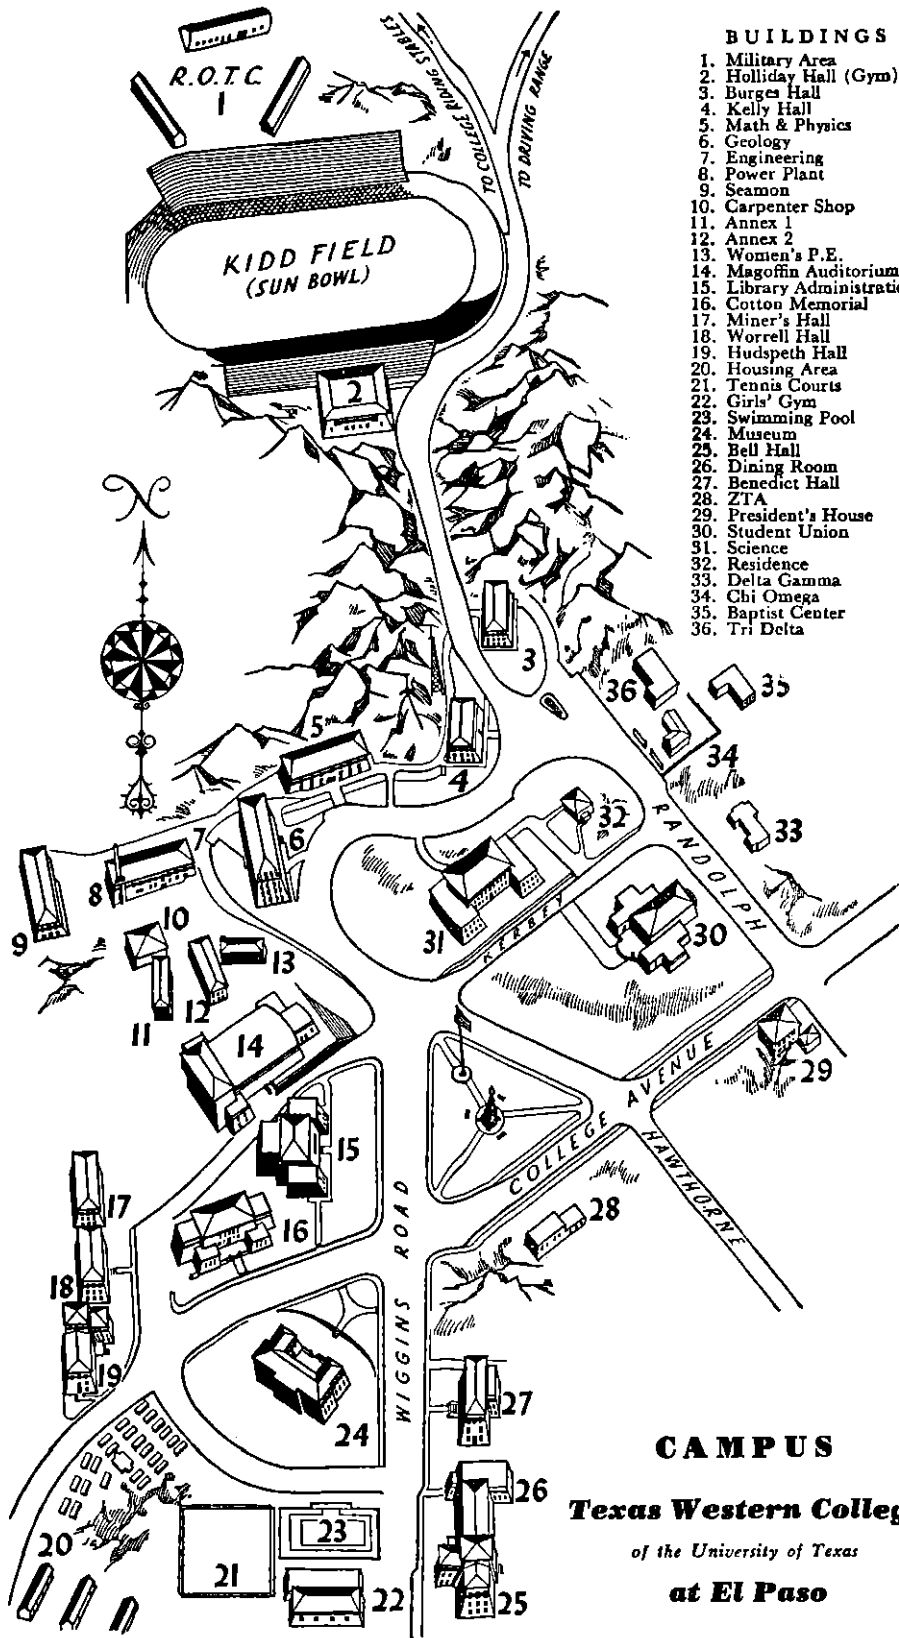 BUILDINGS
1. Military Area
2. Holliday Hall (Gym)
3. Burges Hall
4. Kelly Hall
5. Math & Physics
6. Geology
7. Engineering
8. Power Plant
9. Seamon
10. Carpenter Shop
11. Annex 1
12. Annex 2
13. Women's P.E.
14. Magoffin Auditorium
15. Library Administratio
16. Cotton Memorial
17. Miner's Hall
18. Worrell Hall
19. Hudspeth Hall
20. Housing Area
21. Tennis Courts
22. Girls' Gym
23. Swimming Pool
24. Museum
25. Bell Hall
26. Dining Room
27. Benedict Hall
28. ZTA
29. President's House
30. Student Union
31. Science
32. Residence
33. Delta Gamma
34. Chi Omega
35. Baptist Center
36. Tri Delta
R.O.T.C.
1
TO COLLEGE RIDING STABLES
TO DRIVING RANGE
KIDD FIELD
(SUN BOWL)
2
3
36
35
5
4
34
32
33
7
6
8
RANDOLPH
9
10
31
KERBEY
30
13
11
12
14
29
COLLEGE AVENUE
15
HAWTHORNE
17
16
28
WIGGINS ROAD
18
19
27
24
26
20
23
21
22
25
CAMPUS
Texas Western Colleg
of the University of Texas
at El Paso